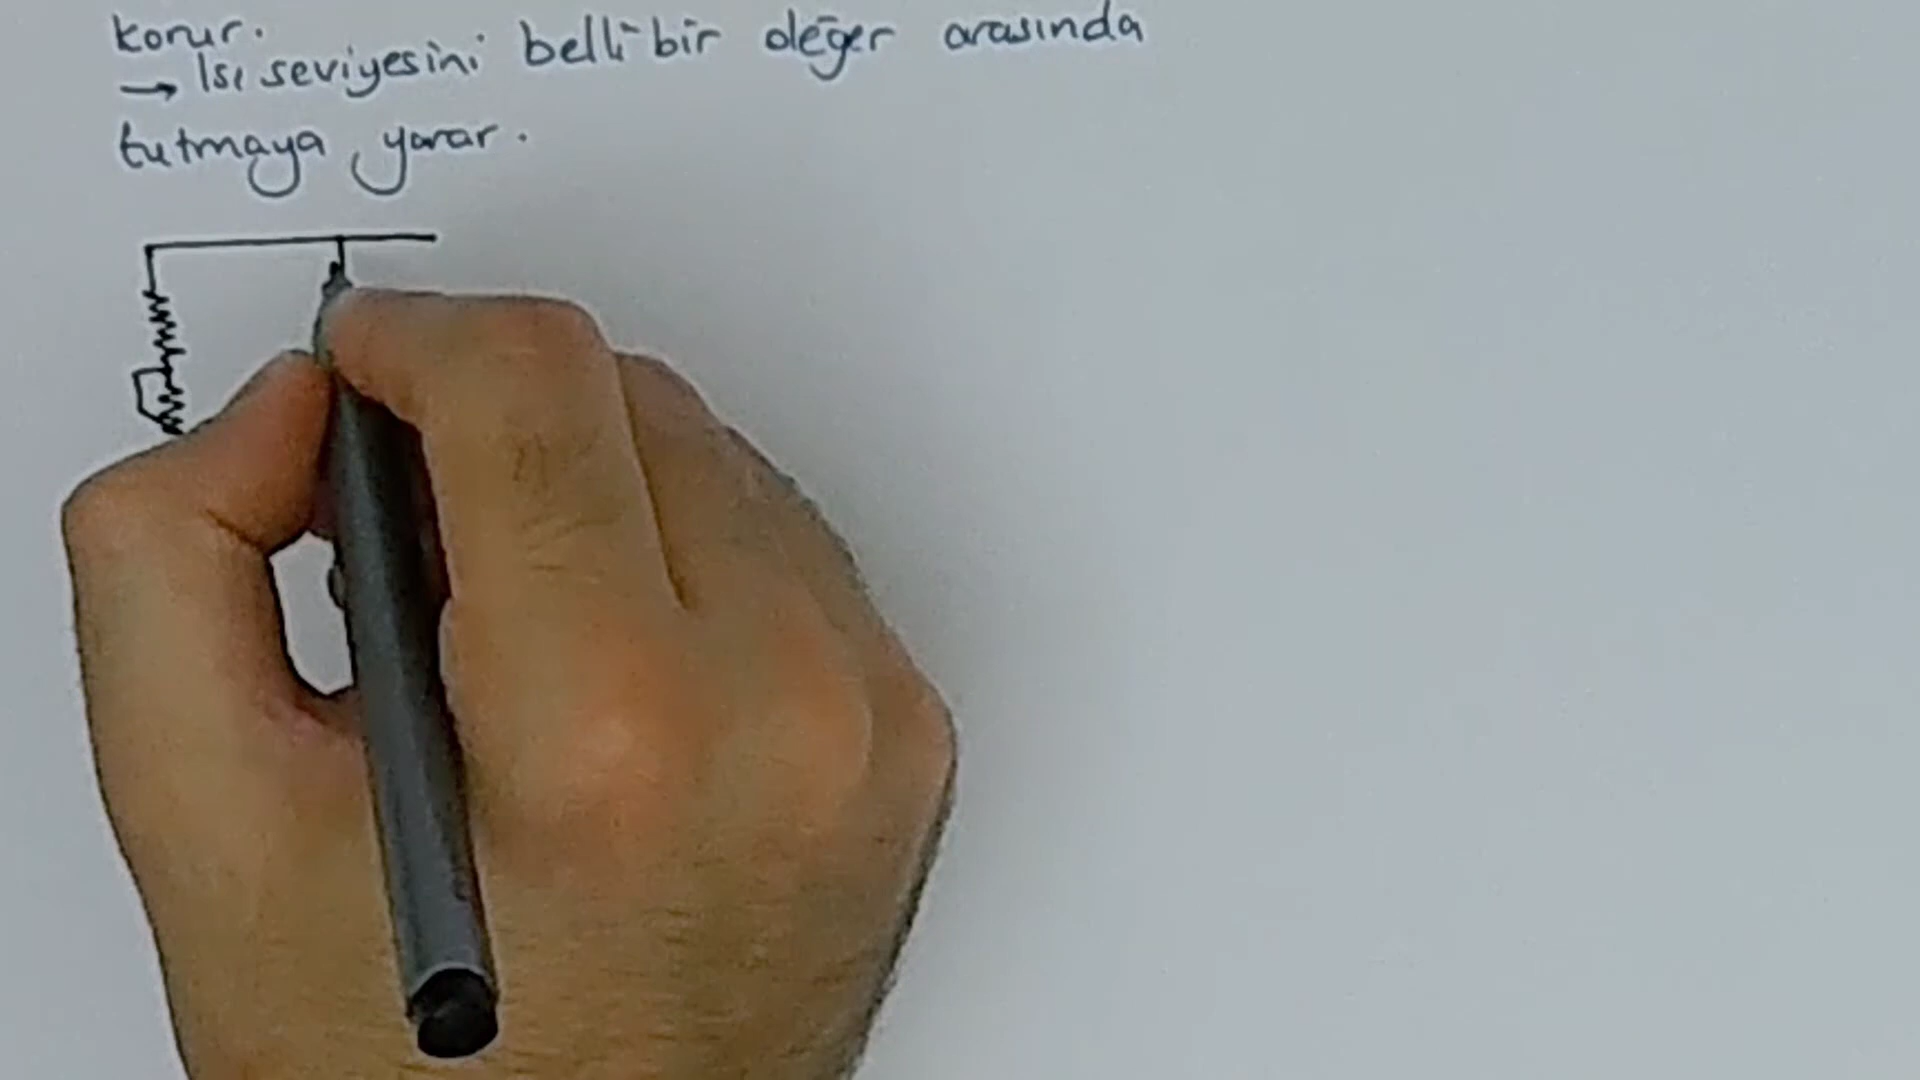 korur.
→ Isı seviyesini belli bir değer arasında
tutmaya yarar.